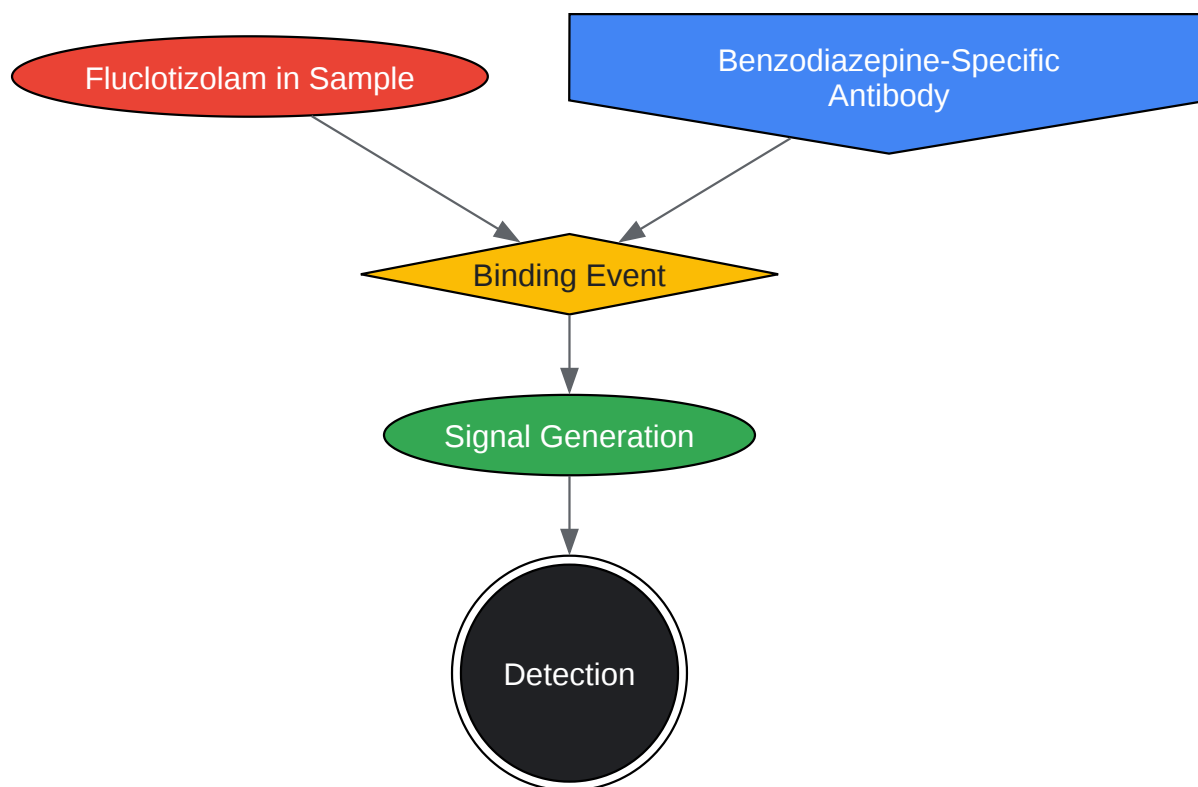 Fluclotizolam in Sample
Benzodiazepine-Specific
Antibody
Binding Event
Signal Generation
Detection